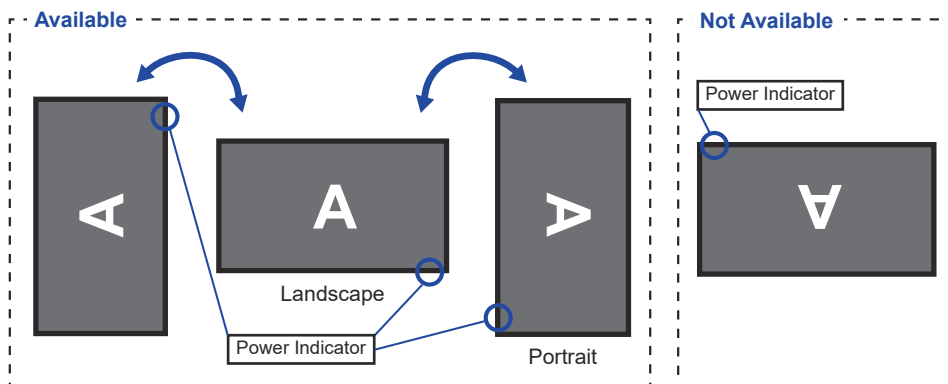 Available
A
A
A
Landscape
Power Indicator
Portrait
Not Available
Power Indicator
A